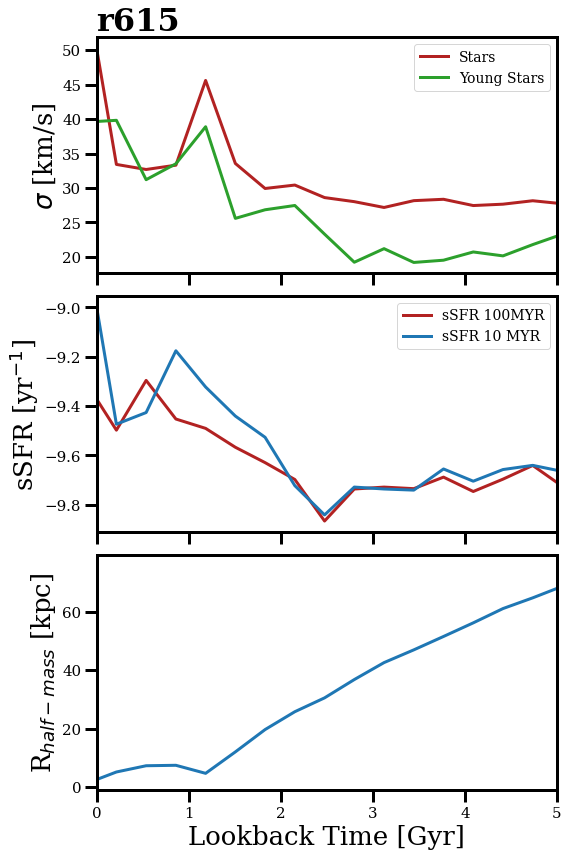 r615
σ [km/s]
50
45
40
35
30
25
20
Stars
Young Stars
sSFR [yr⁻¹]
−9.0
−9.2
−9.4
−9.6
−9.8
sSFR 100MYR
sSFR 10 MYR
R_half−mass [kpc]
60
40
20
0
0 1 2 3 4 5
Lookback Time [Gyr]